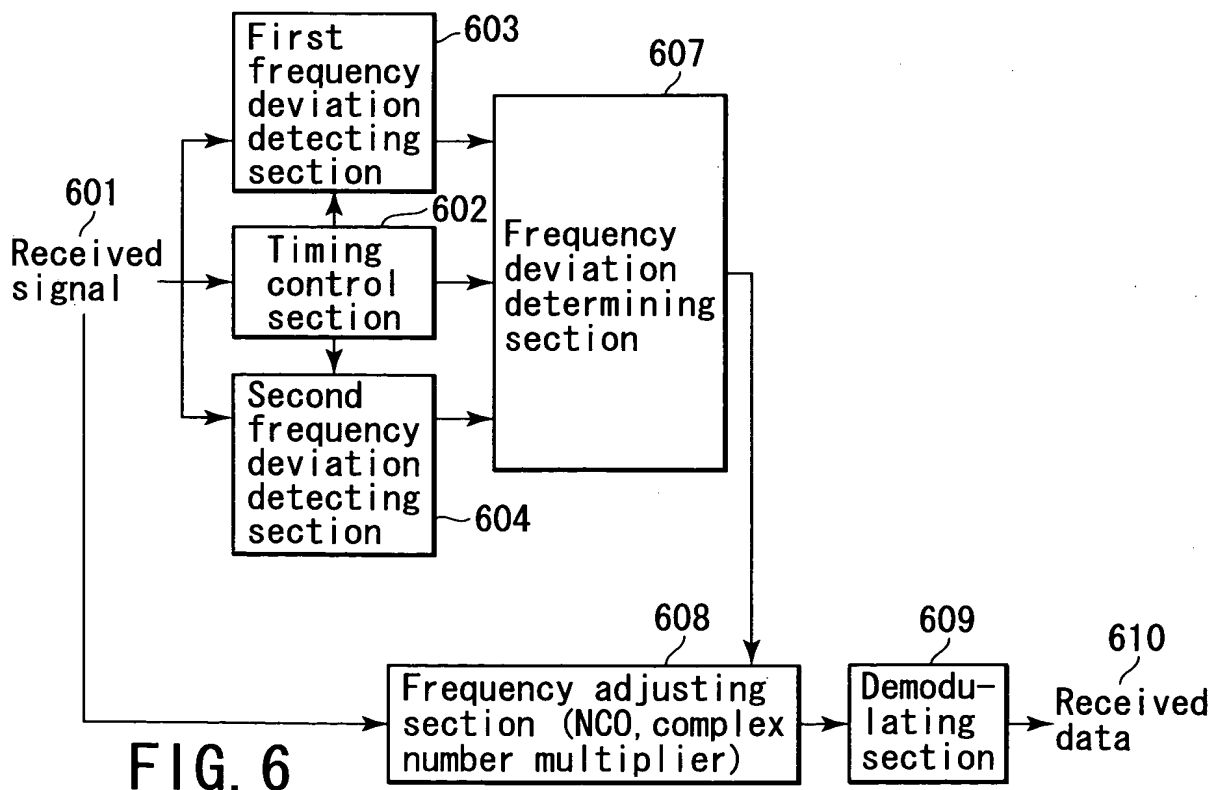 603
First
frequency
deviation
detecting
section
607
601
Received
signal
602
Timing
control
section
Frequency
deviation
determining
section
Second
frequency
deviation
detecting
section
604
608
Frequency adjusting
section (NCO, complex
number multiplier)
609
Demodu-
lating
section
610
Received
data
FIG. 6